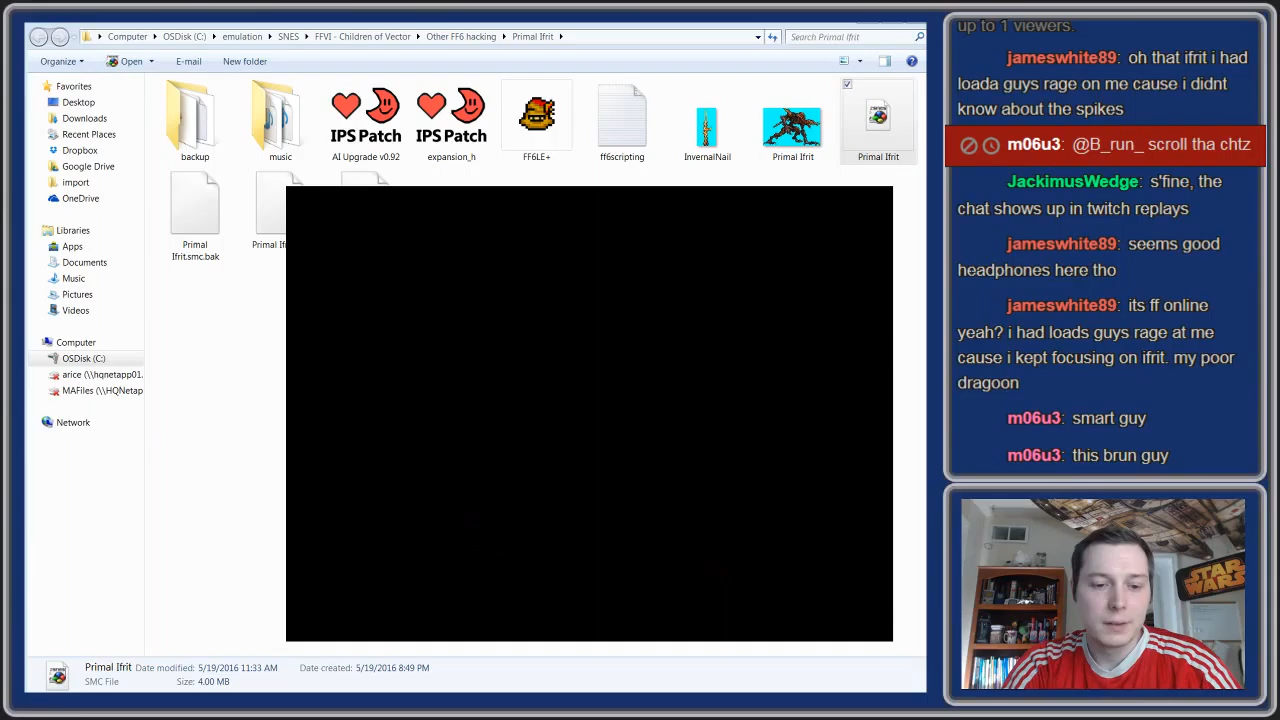 Computer ▸ OSDisk (C:) ▸ emulation ▸ SNES ▸ FFVI - Children of Vector ▸ Other FF6 hacking ▸ Primal Ifrit ▸
Search Primal Ifrit
Organize Open E-mail New folder
Favorites
Desktop
Downloads
Recent Places
Dropbox
Google Drive
import
OneDrive
Libraries
Apps
Documents
Music
Pictures
Videos
Computer
OSDisk (C:)
arice (\\hqnetapp01.
MAFiles (\\HQNetap
Network
IPS Patch IPS Patch
backup music AI Upgrade v0.92 expansion_h FF6LE+ ff6scripting InvernalNail Primal Ifrit Primal Ifrit
Primal Primal Ifr
Ifrit.smc.bak
Primal Ifrit Date modified: 5/19/2016 11:33 AM Date created: 5/19/2016 8:49 PM
SMC File Size: 4.00 MB
up to 1 viewers.
jameswhite89: oh that ifrit i had
loada guys rage on me cause i didnt
know about the spikes
m06u3: @B_run_ scroll tha chtz
JackimusWedge: s'fine, the
chat shows up in twitch replays
jameswhite89: seems good
headphones here tho
jameswhite89: its ff online
yeah? i had loads guys rage at me
cause i kept focusing on ifrit. my poor
dragoon
m06u3: smart guy
m06u3: this brun guy
STAR
WARS